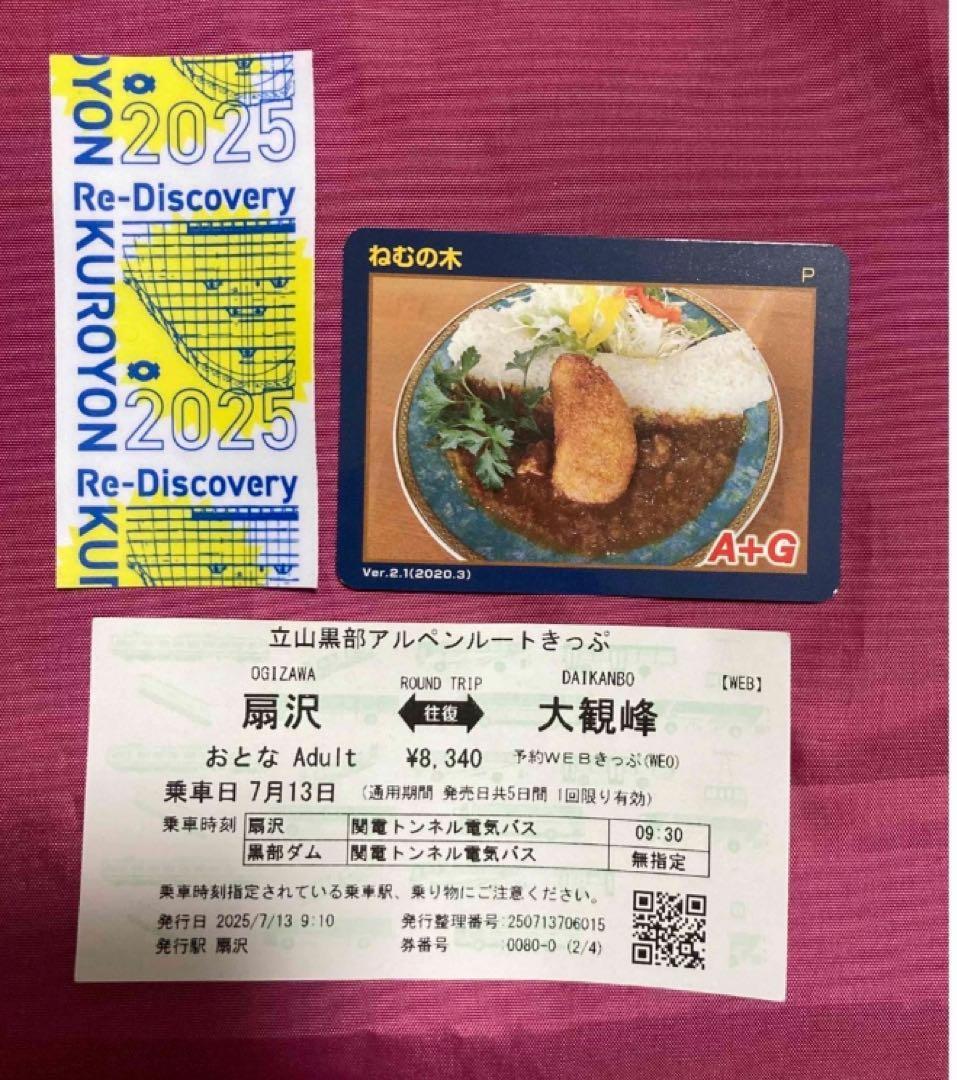 OYON
2025
Re-Discovery
KUROYON
2025
Re-Discovery
KU
ねむの木
P
A+G
Ver.2.1(2020.3)
立山黒部アルペンルートきっぷ
OGIZAWA ROUND TRIP DAIKANBO 【WEB】
扇沢 往復 大観峰
おとな Adult ¥8,340 予約WEBきっぷ(WEO)
乗車日 7月13日 (通用期間 発売日共5日間 1回限り有効)
乗車時刻 扇沢 関電トンネル電気バス 09:30
黒部ダム 関電トンネル電気バス 無指定
乗車時刻指定されている乗車駅、乗り物にご注意ください。
発行日 2025/7/13 9:10 発行整理番号:250713706015
発行駅 扇沢 券番号 :0080-0 (2/4)